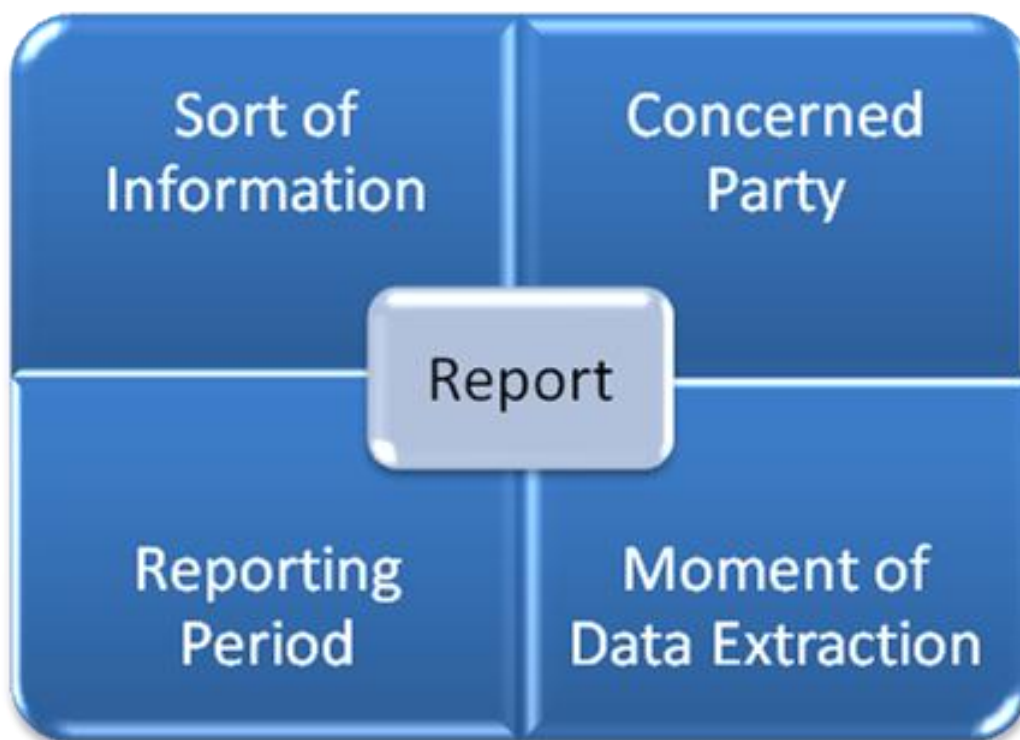 Sort of
Information
Concerned
Party
Report
Reporting
Period
Moment of
Data Extraction